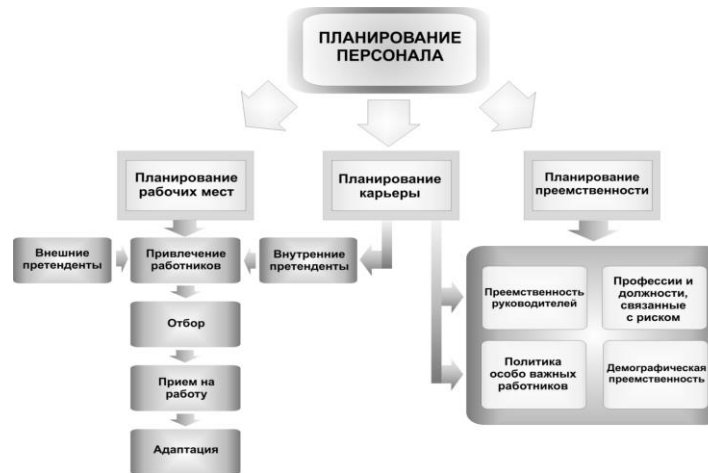 ПЛАНИРОВАНИЕ
ПЕРСОНАЛА
Планирование
рабочих мест
Планирование
карьеры
Планирование
преемственности
Внешние
претенденты
Привлечение
работников
Внутренние
претенденты
Отбор
Прием на
работу
Адаптация
Преемственность
руководителей
Профессии и
должности,
связанные
с риском
Политика
особо важных
работников
Демографическая
преемственность